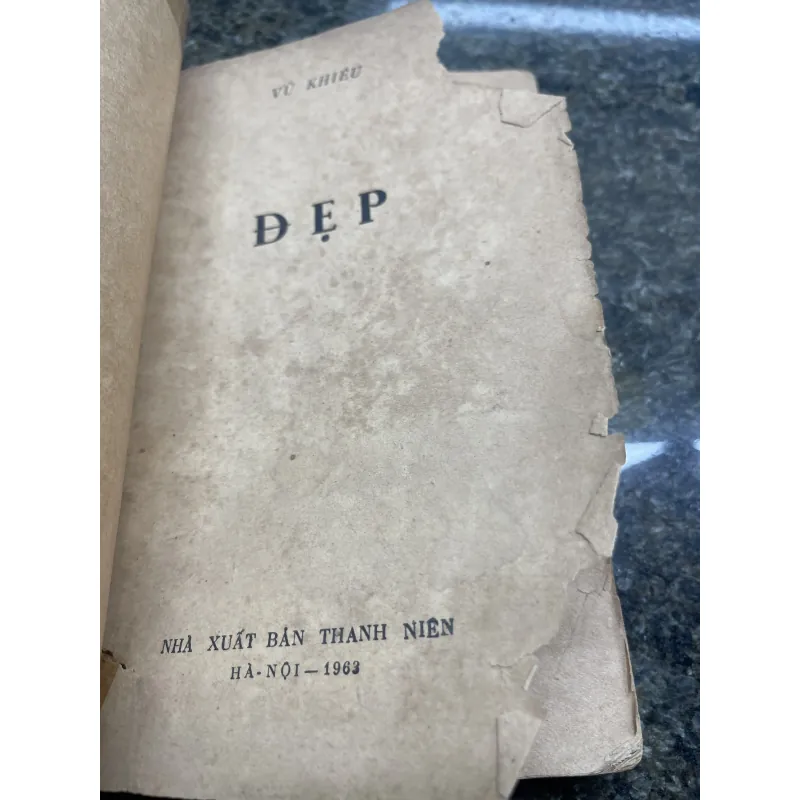 VŨ KHIÊU
ĐẸP
NHÀ XUẤT BẢN THANH NIÊN
HÀ-NỘI — 1963